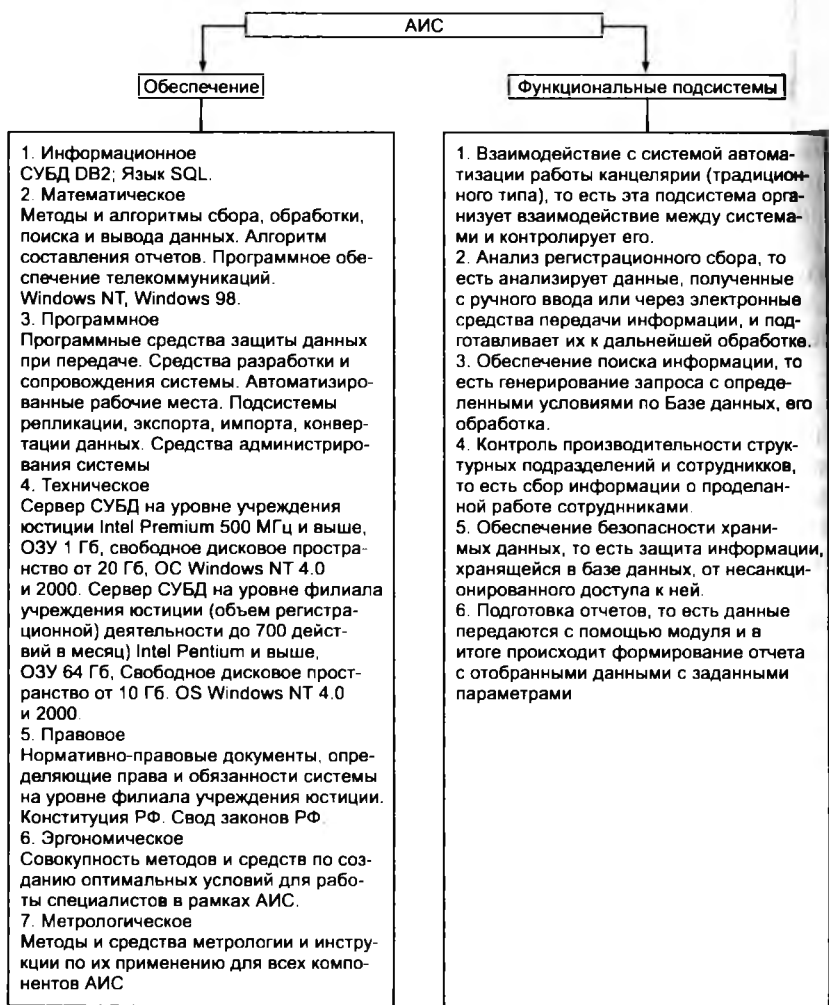 АИС
Обеспечение
Функциональные подсистемы
1. Информационное
СУБД DB2; Язык SQL.
2. Математическое
Методы и алгоритмы сбора, обработки,
поиска и вывода данных. Алгоритм
составления отчетов. Программное обе-
спечение телекоммуникаций.
Windows NT, Windows 98.
3. Программное
Программные средства защиты данных
при передаче. Средства разработки и
сопровождения системы. Автоматизиро-
ванные рабочие места. Подсистемы
репликации, экспорта, импорта, конвер-
тации данных. Средства администриро-
вания системы
4. Техническое
Сервер СУБД на уровне учреждения
юстиции Intel Premium 500 МГц и выше,
ОЗУ 1 Гб, свободное дисковое простра-
нство от 20 Гб, ОС Windows NT 4.0
и 2000. Сервер СУБД на уровне филиала
учреждения юстиции (объем регистра-
ционной) деятельности до 700 дейст-
вий в месяц) Intel Pentium и выше,
ОЗУ 64 Гб, Свободное дисковое прост-
ранство от 10 Гб. OS Windows NT 4.0
и 2000.
5. Правовое
Нормативно-правовые документы, опре-
деляющие права и обязанности системы
на уровне филиала учреждения юстиции.
Конституция РФ. Свод законов РФ.
6. Эргономическое
Совокупность методов и средств по соз-
данию оптимальных условий для рабо-
ты специалистов в рамках АИС.
7. Метрологическое
Методы и средства метрологии и инстру-
кции по их применению для всех компо-
нентов АИС
1. Взаимодействие с системой автома-
тизации работы канцелярии (традицион-
ного типа), то есть эта подсистема орга-
низует взаимодействие между система-
ми и контролирует его.
2. Анализ регистрационного сбора, то
есть анализирует данные, полученные
с ручного ввода или через электронные
средства передачи информации, и под-
готавливает их к дальнейшей обработке.
3. Обеспечение поиска информации, то
есть генерирование запроса с опреде-
ленными условиями по Базе данных, его
обработка.
4. Контроль производительности струк-
турных подразделений и сотрудникков,
то есть сбор информации о проделан-
ной работе сотруднниками.
5. Обеспечение безопасности храни-
мых данных, то есть защита информации,
хранящейся в базе данных, от несанкци-
онированного доступа к ней.
6. Подготовка отчетов, то есть данные
передаются с помощью модуля и в
итоге происходит формирование отчета
с отобранными данными с заданными
параметрами